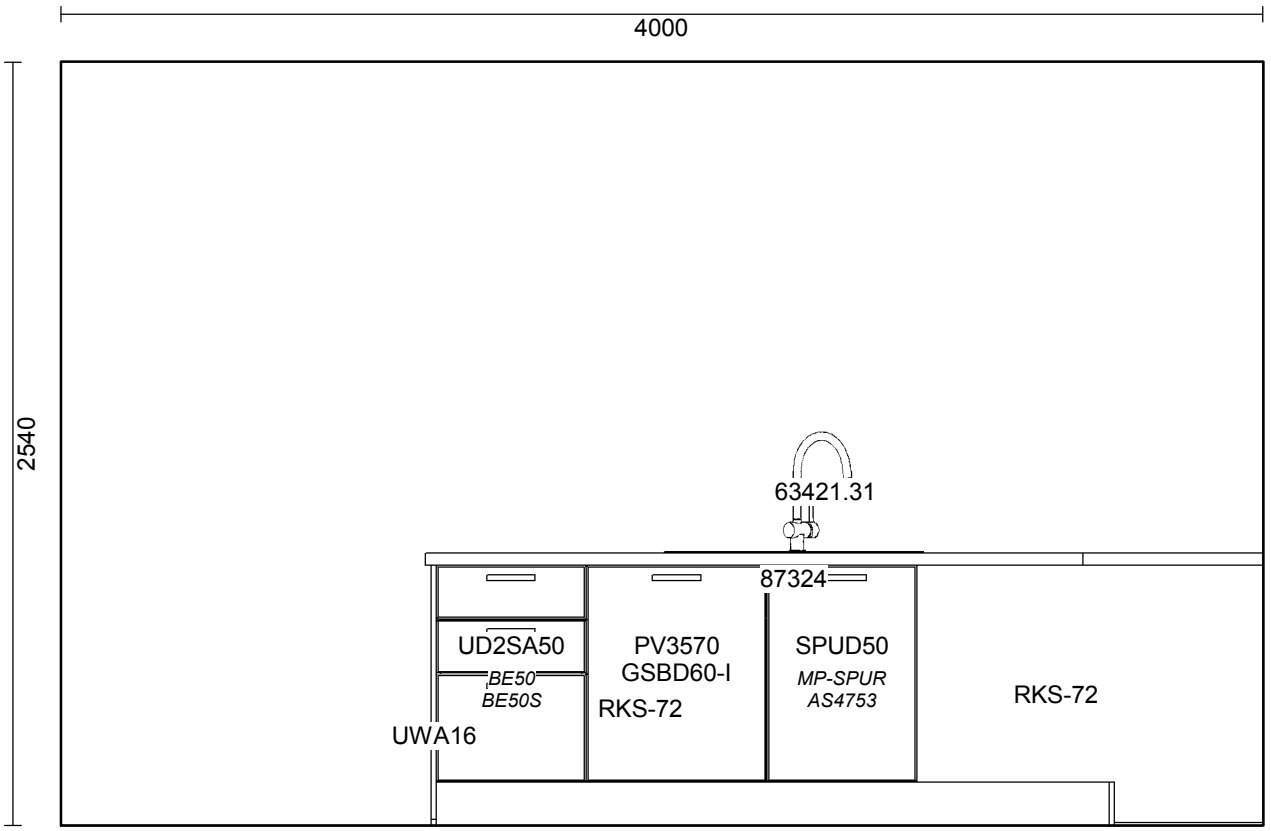 4000
2540
63421.31
87324
UD2SA50
BE50
BE50S
PV3570
GSBD60-I
SPUD50
MP-SPUR
AS4753
RKS-72
RKS-72
UWA16